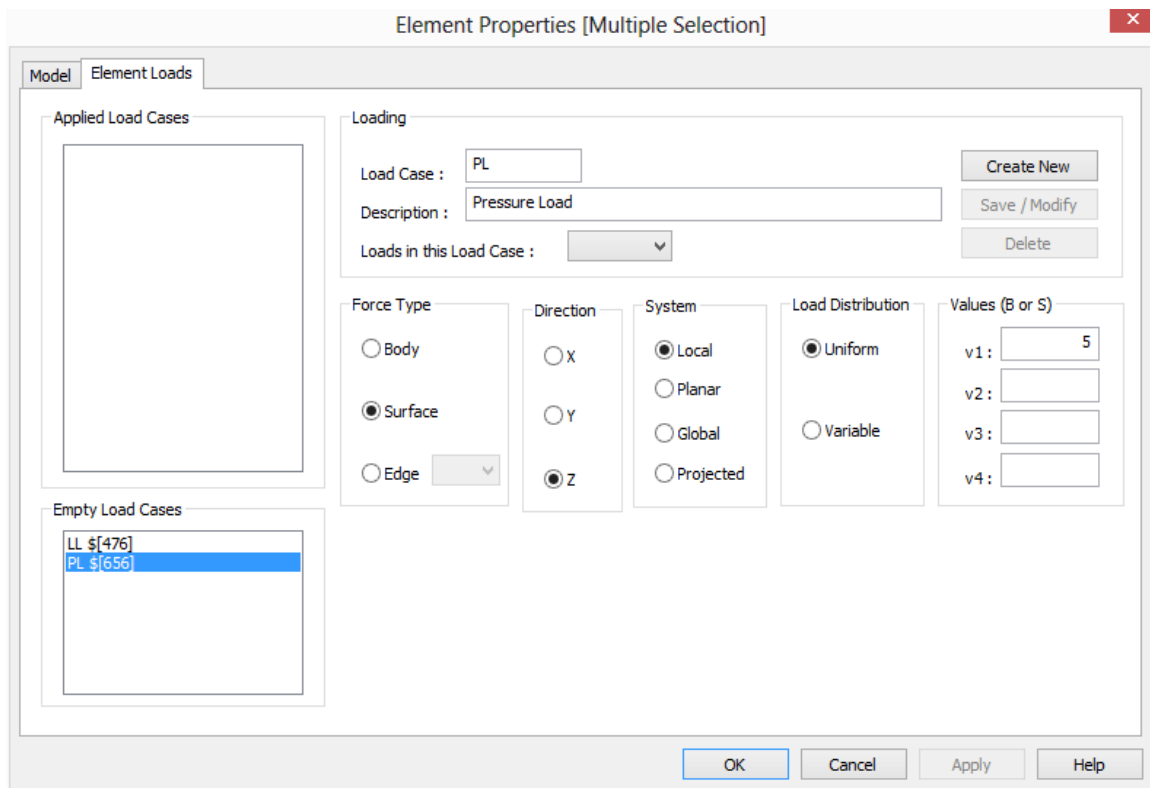 Element Properties [Multiple Selection]
Model
Element Loads
Applied Load Cases
Loading
Load Case :
PL
Create New
Description :
Pressure Load
Save / Modify
Loads in this Load Case :
Delete
Force Type
Direction
System
Load Distribution
Values (B or S)
Body
X
Local
Uniform
v1 :
5
Planar
v2 :
Surface
Y
Global
Variable
v3 :
Edge
Z
Projected
v4 :
Empty Load Cases
LL $[476]
PL $[656]
OK
Cancel
Apply
Help